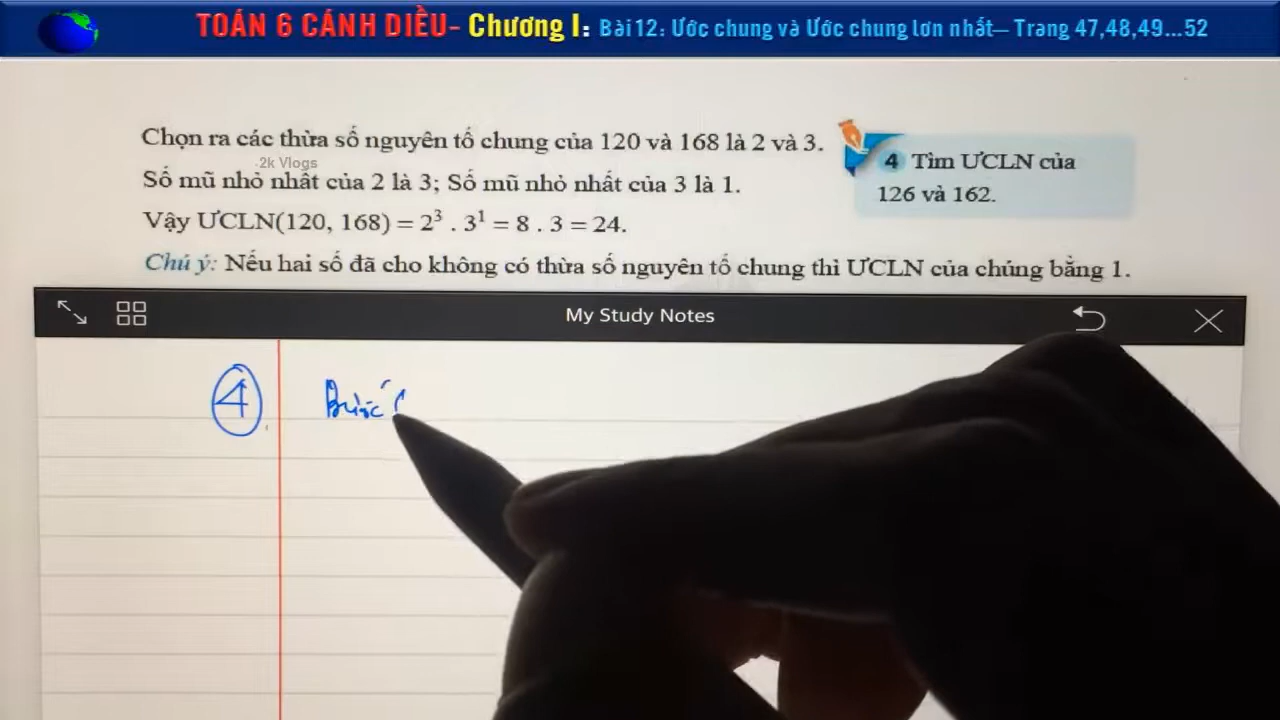 TOÁN 6 CÁNH DIỀU- Chương I: Bài 12: Ước chung và Ước chung lơn nhất– Trang 47,48,49...52
Chọn ra các thừa số nguyên tố chung của 120 và 168 là 2 và 3.
.2k Vlogs
Số mũ nhỏ nhất của 2 là 3; Số mũ nhỏ nhất của 3 là 1.
Vậy ƯCLN(120, 168) = 2³ . 3¹ = 8 . 3 = 24.
Chú ý: Nếu hai số đã cho không có thừa số nguyên tố chung thì ƯCLN của chúng bằng 1.
4 Tìm ƯCLN của
126 và 162.
My Study Notes
4 Bước